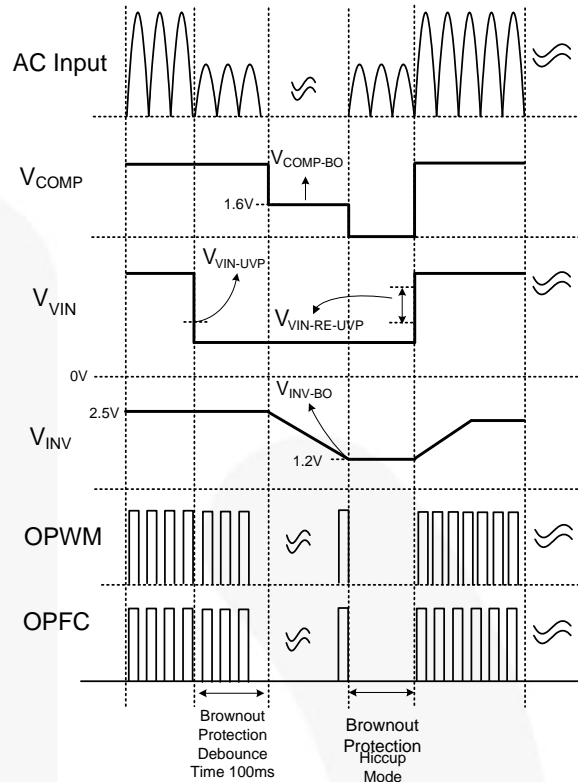 AC Input
VCOMP
VCOMP-BO
1.6V
VVIN
VVIN-UVP
VVIN-RE-UVP
0V
VINV
2.5V
VINV-BO
1.2V
OPWM
OPFC
Brownout
Protection
Debounce
Time 100ms
Brownout
Protection
Hiccup
Mode